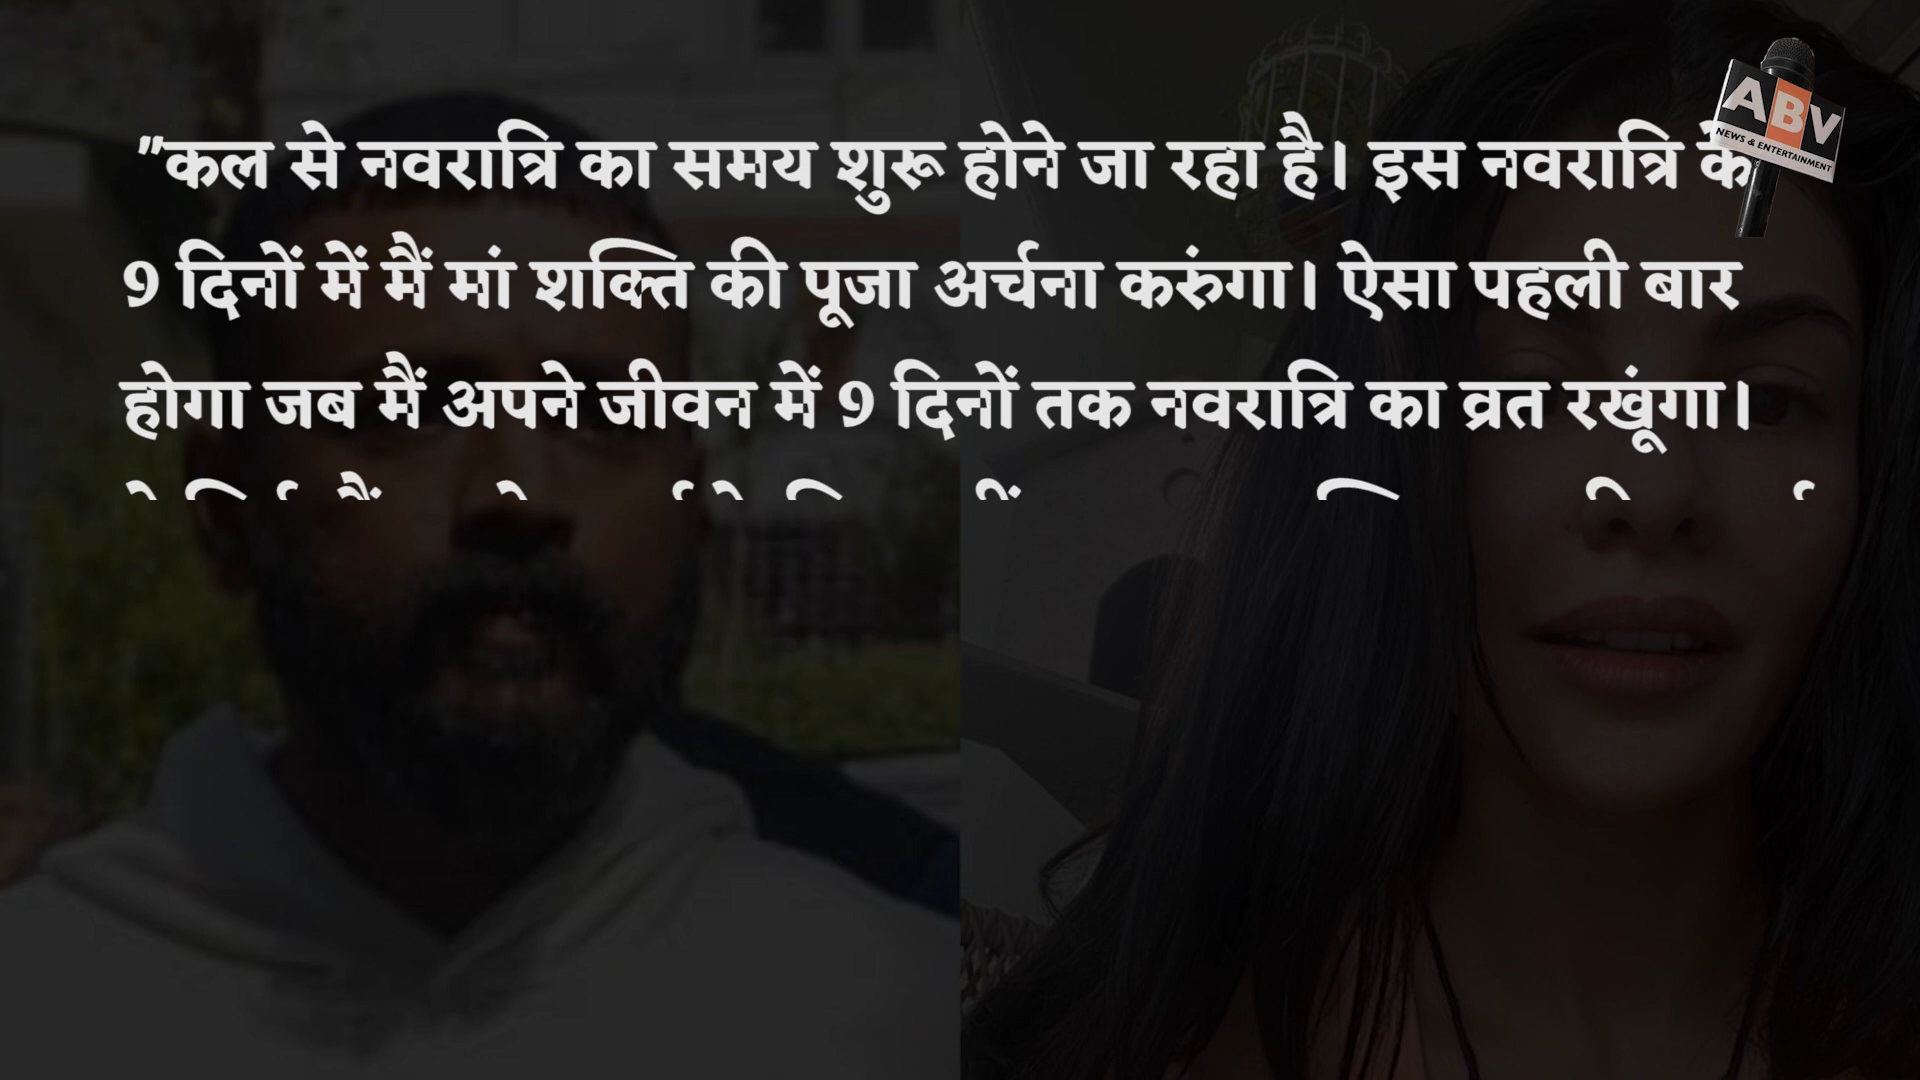 "कल से नवरात्रि का समय शुरू होने जा रहा है। इस नवरात्रि के
9 दिनों में मैं मां शक्ति की पूजा अर्चना करुंगा। ऐसा पहली बार
होगा जब मैं अपने जीवन में 9 दिनों तक नवरात्रि का व्रत रखूंगा।
ABV
NEWS & ENTERTAINMENT